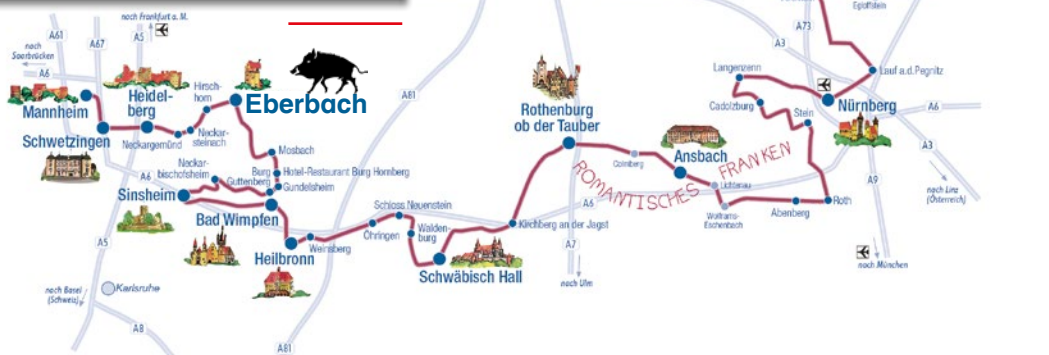 nach Frankfurt a. M.
Egloffstein
A61
A67
A5
A73
A3
nach
Saarbrücken
A6
Langenzenn
Lauf a.d.Pegnitz
Hirsch-
horn
Heidel-
berg
Eberbach
A81
Mannheim
Rothenburg
ob der Tauber
Cadolzburg
Stein
Nürnberg
A6
Schwetzingen
Neckargemünd
Neckar-
steinach
A3
Mosbach
Colmberg
Ansbach
ROMANTISCHES FRANKEN
Neckar-
bischofsheim
A6
Burg
Guttenberg
Hotel-Restaurant Burg Hornberg
Gundelsheim
Lichtenau
A9
nach Linz
(Österreich)
Sinsheim
Bad Wimpfen
Schloss Neuenstein
A6
Wolframs-
Eschenbach
Abenberg
Roth
Kirchberg an der Jagst
Öhringen
Walden-
burg
A5
A7
Weinsberg
Heilbronn
Schwäbisch Hall
nach Ulm
nach München
nach Basel
(Schweiz)
Karlsruhe
A8
A81